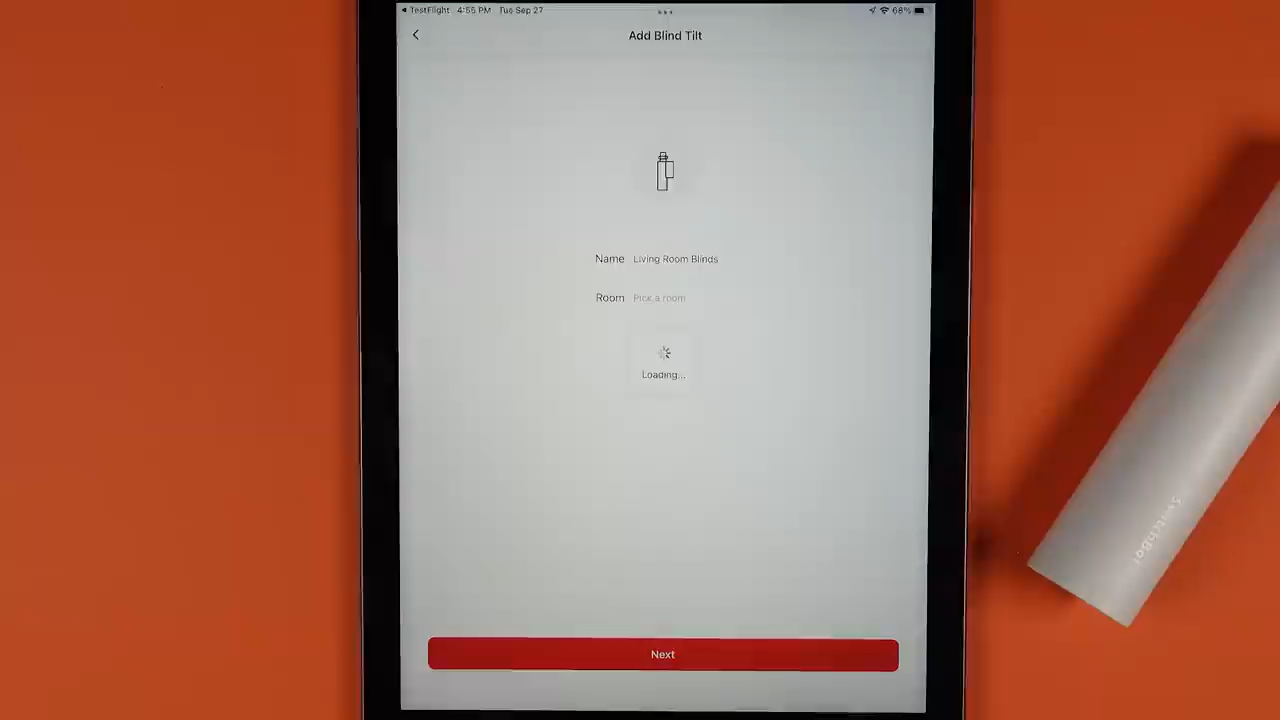 TestFlight 4:55 PM Tue Sep 27
68%
Add Blind Tilt
Name Living Room Blinds
Room Pick a room
Loading...
Next
SwitchBot